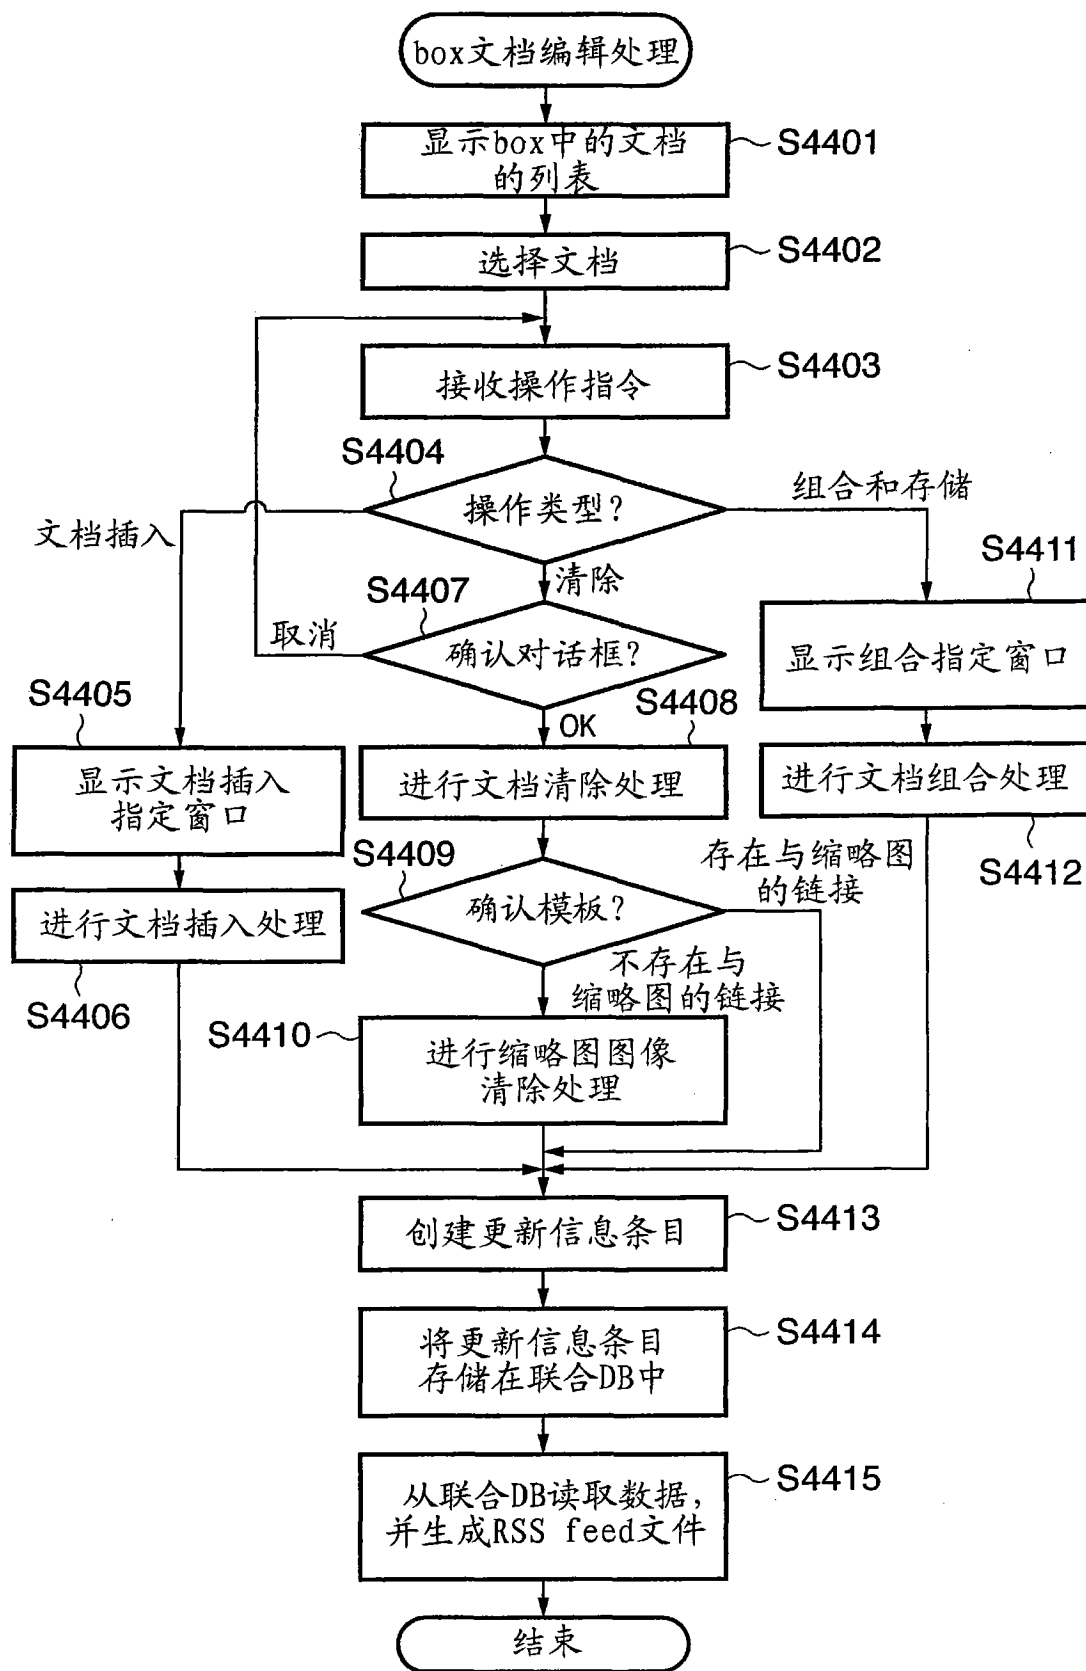 box文档编辑处理
显示box中的文档
的列表
S4401
选择文档
S4402
接收操作指令
S4403
S4404
操作类型?
组合和存储
文档插入
清除
S4411
S4407
取消
确认对话框?
显示组合指定窗口
S4405
S4408
OK
显示文档插入
指定窗口
进行文档清除处理
进行文档组合处理
S4409
存在与缩略图
的链接
S4412
确认模板?
进行文档插入处理
不存在与
缩略图的链接
S4406
S4410
进行缩略图图像
清除处理
创建更新信息条目
S4413
将更新信息条目
存储在联合DB中
S4414
从联合DB读取数据,
并生成RSS feed文件
S4415
结束